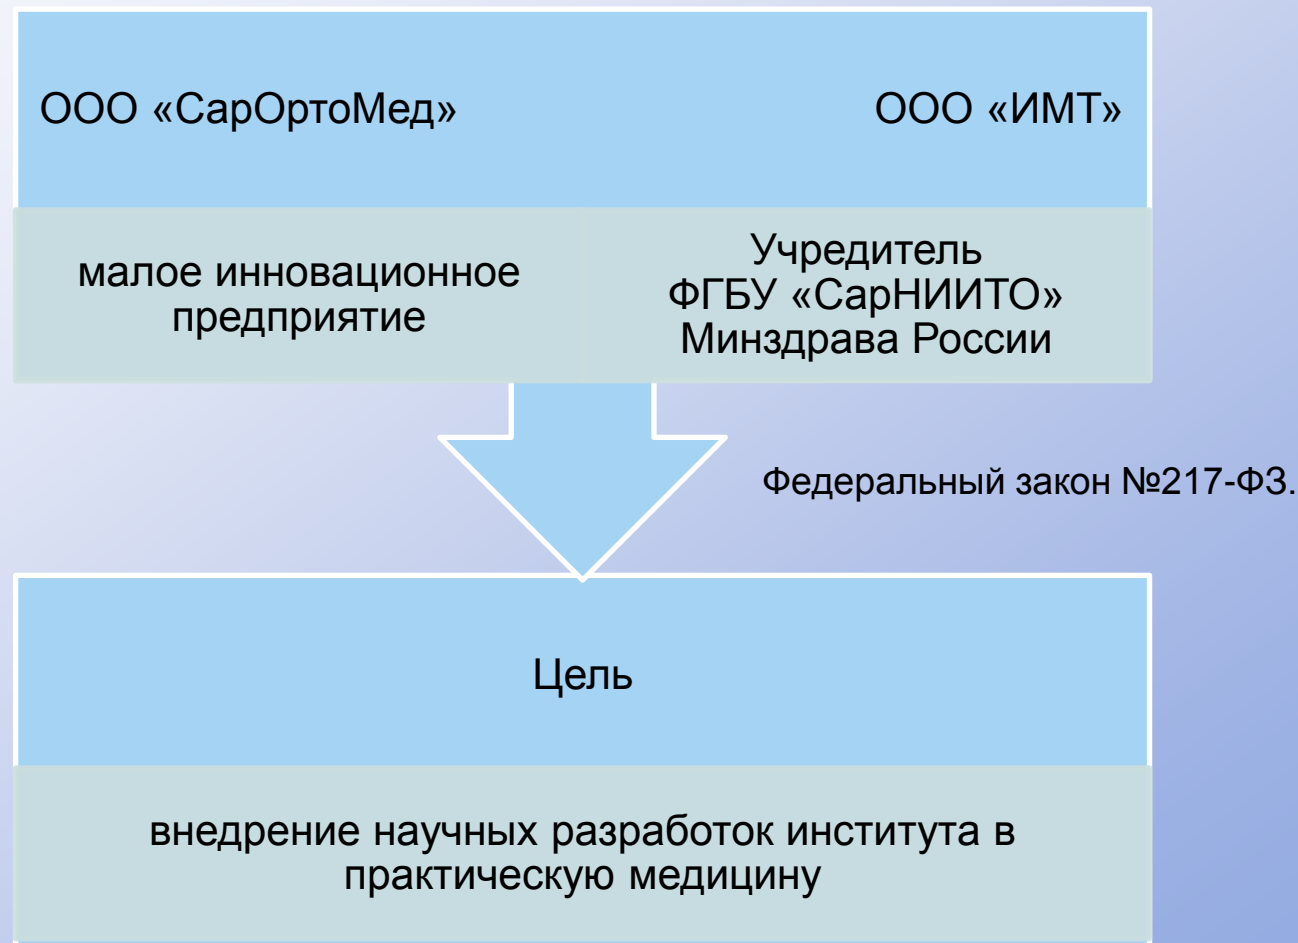 ООО «СарОртоМед» ООО «ИМТ»
малое инновационное
предприятие
Учредитель
ФГБУ «СарНИИТО»
Минздрава России
Федеральный закон №217-ФЗ.
Цель
внедрение научных разработок института в
практическую медицину